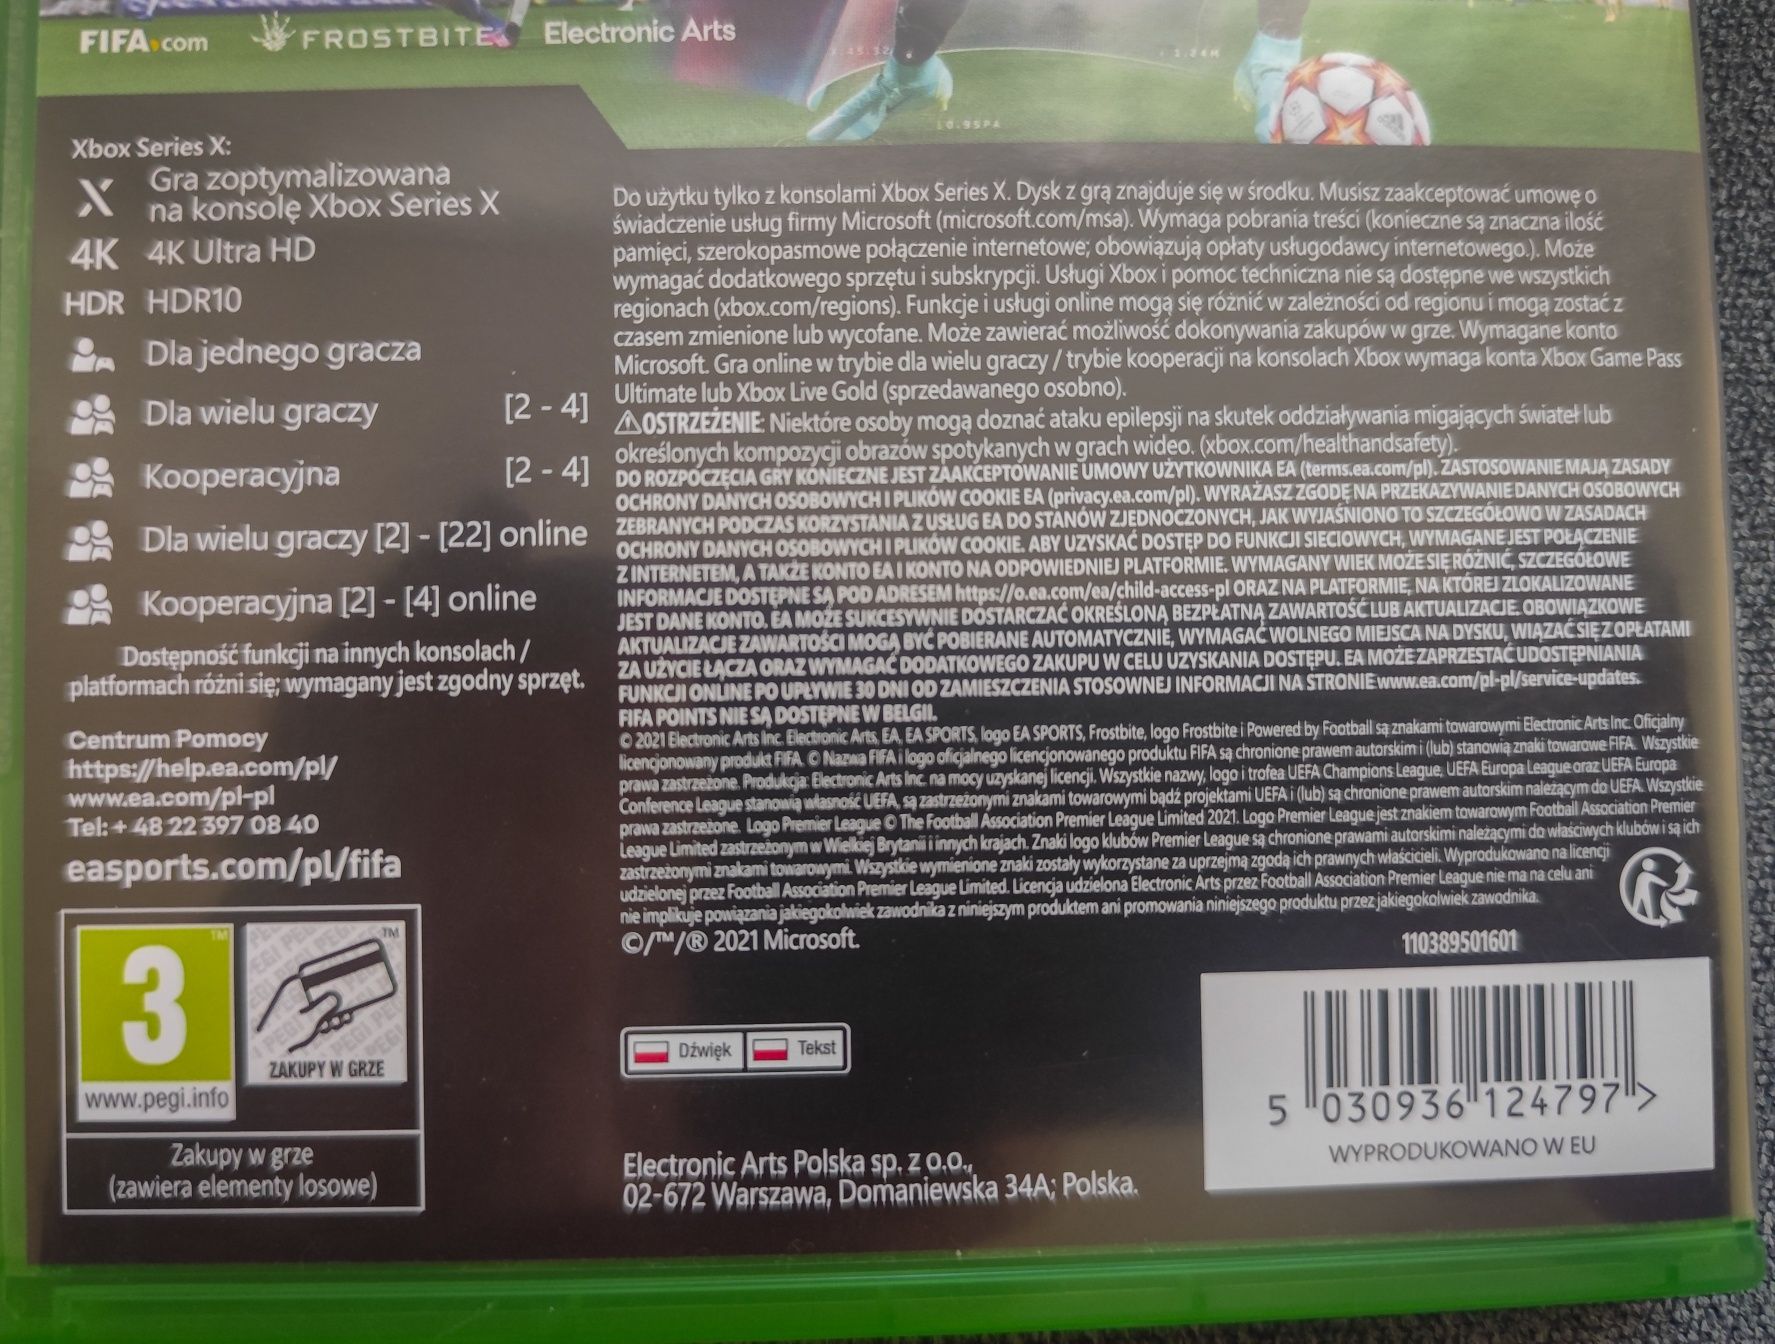 FIFA.com FROSTBITE Electronic Arts
45.32
1.24M
0.95PA
Xbox Series X:
X Gra zoptymalizowana
na konsolę Xbox Series X
4K 4K Ultra HD
HDR HDR10
Dla jednego gracza
Dla wielu graczy [2 - 4]
Kooperacyjna [2 - 4]
Dla wielu graczy [2] - [22] online
Kooperacyjna [2] - [4] online
Dostępność funkcji na innych konsolach /
platformach różni się; wymagany jest zgodny sprzęt.
Centrum Pomocy
https://help.ea.com/pl/
www.ea.com/pl-pl
Tel: + 48 22 397 08 40
easports.com/pl/fifa
3 ™
www.pegi.info
™
ZAKUPY W GRZE
Zakupy w grze
(zawiera elementy losowe)
Do użytku tylko z konsolami Xbox Series X. Dysk z grą znajduje się w środku. Musisz zaakceptować umowę o
świadczenie usług firmy Microsoft (microsoft.com/msa). Wymaga pobrania treści (konieczne są znaczna ilość
pamięci, szerokopasmowe połączenie internetowe; obowiązują opłaty usługodawcy internetowego.). Może
wymagać dodatkowego sprzętu i subskrypcji. Usługi Xbox i pomoc techniczna nie są dostępne we wszystkich
regionach (xbox.com/regions). Funkcje i usługi online mogą się różnić w zależności od regionu i mogą zostać z
czasem zmienione lub wycofane. Może zawierać możliwość dokonywania zakupów w grze. Wymagane konto
Microsoft. Gra online w trybie dla wielu graczy / trybie kooperacji na konsolach Xbox wymaga konta Xbox Game Pass
Ultimate lub Xbox Live Gold (sprzedawanego osobno).
⚠OSTRZEŻENIE: Niektóre osoby mogą doznać ataku epilepsji na skutek oddziaływania migających świateł lub
określonych kompozycji obrazów spotykanych w grach wideo. (xbox.com/healthandsafety).
DO ROZPOCZĘCIA GRY KONIECZNE JEST ZAAKCEPTOWANIE UMOWY UŻYTKOWNIKA EA (terms.ea.com/pl). ZASTOSOWANIE MAJĄ ZASADY
OCHRONY DANYCH OSOBOWYCH I PLIKÓW COOKIE EA (privacy.ea.com/pl). WYRAŻASZ ZGODĘ NA PRZEKAZYWANIE DANYCH OSOBOWYCH
ZEBRANYCH PODCZAS KORZYSTANIA Z USŁUG EA DO STANÓW ZJEDNOCZONYCH, JAK WYJAŚNIONO TO SZCZEGÓŁOWO W ZASADACH
OCHRONY DANYCH OSOBOWYCH I PLIKÓW COOKIE. ABY UZYSKAĆ DOSTĘP DO FUNKCJI SIECIOWYCH, WYMAGANE JEST POŁĄCZENIE
Z INTERNETEM, A TAKŻE KONTO EA I KONTO NA ODPOWIEDNIEJ PLATFORMIE. WYMAGANY WIEK MOŻE SIĘ RÓŻNIĆ, SZCZEGÓŁOWE
INFORMACJE DOSTĘPNE SĄ POD ADRESEM https://o.ea.com/ea/child-access-pl ORAZ NA PLATFORMIE, NA KTÓREJ ZLOKALIZOWANE
JEST DANE KONTO. EA MOŻE SUKCESYWNIE DOSTARCZAĆ OKREŚLONĄ BEZPŁATNĄ ZAWARTOŚĆ LUB AKTUALIZACJE. OBOWIĄZKOWE
AKTUALIZACJE ZAWARTOŚCI MOGĄ BYĆ POBIERANE AUTOMATYCZNIE, WYMAGAĆ WOLNEGO MIEJSCA NA DYSKU, WIĄZAĆ SIĘ Z OPŁATAMI
ZA UŻYCIE ŁĄCZA ORAZ WYMAGAĆ DODATKOWEGO ZAKUPU W CELU UZYSKANIA DOSTĘPU. EA MOŻE ZAPRZESTAĆ UDOSTĘPNIANIA
FUNKCJI ONLINE PO UPŁYWIE 30 DNI OD ZAMIESZCZENIA STOSOWNEJ INFORMACJI NA STRONIE www.ea.com/pl-pl/service-updates.
FIFA POINTS NIE SĄ DOSTĘPNE W BELGII.
© 2021 Electronic Arts Inc. Electronic Arts, EA, EA SPORTS, logo EA SPORTS, Frostbite, logo Frostbite i Powered by Football są znakami towarowymi Electronic Arts Inc. Oficjalny
licencjonowany produkt FIFA. © Nazwa FIFA i logo oficjalnego licencjonowanego produktu FIFA są chronione prawem autorskim i (lub) stanowią znaki towarowe FIFA. Wszystkie
prawa zastrzeżone. Produkcja: Electronic Arts Inc. na mocy uzyskanej licencji. Wszystkie nazwy, logo i trofea UEFA Champions League, UEFA Europa League oraz UEFA Europa
Conference League stanowią własność UEFA, są zastrzeżonymi znakami towarowymi bądź projektami UEFA i (lub) są chronione prawem autorskim należącym do UEFA. Wszystkie
prawa zastrzeżone. Logo Premier League © The Football Association Premier League Limited 2021. Logo Premier League jest znakiem towarowym Football Association Premier
League Limited zastrzeżonym w Wielkiej Brytanii i innych krajach. Znaki logo klubów Premier League są chronione prawami autorskimi należącymi do właściwych klubów i są ich
zastrzeżonymi znakami towarowymi. Wszystkie wymienione znaki zostały wykorzystane za uprzejmą zgodą ich prawnych właścicieli. Wyprodukowano na licencji
udzielonej przez Football Association Premier League Limited. Licencja udzielona Electronic Arts przez Football Association Premier League nie ma na celu ani
nie implikuje powiązania jakiegokolwiek zawodnika z niniejszym produktem ani promowania niniejszego produktu przez jakiegokolwiek zawodnika.
©/™/® 2021 Microsoft.
110389501601
Dźwięk Tekst
5 030936 124797 >
WYPRODUKOWANO W EU
Electronic Arts Polska sp. z o.o.,
02-672 Warszawa, Domaniewska 34A; Polska.